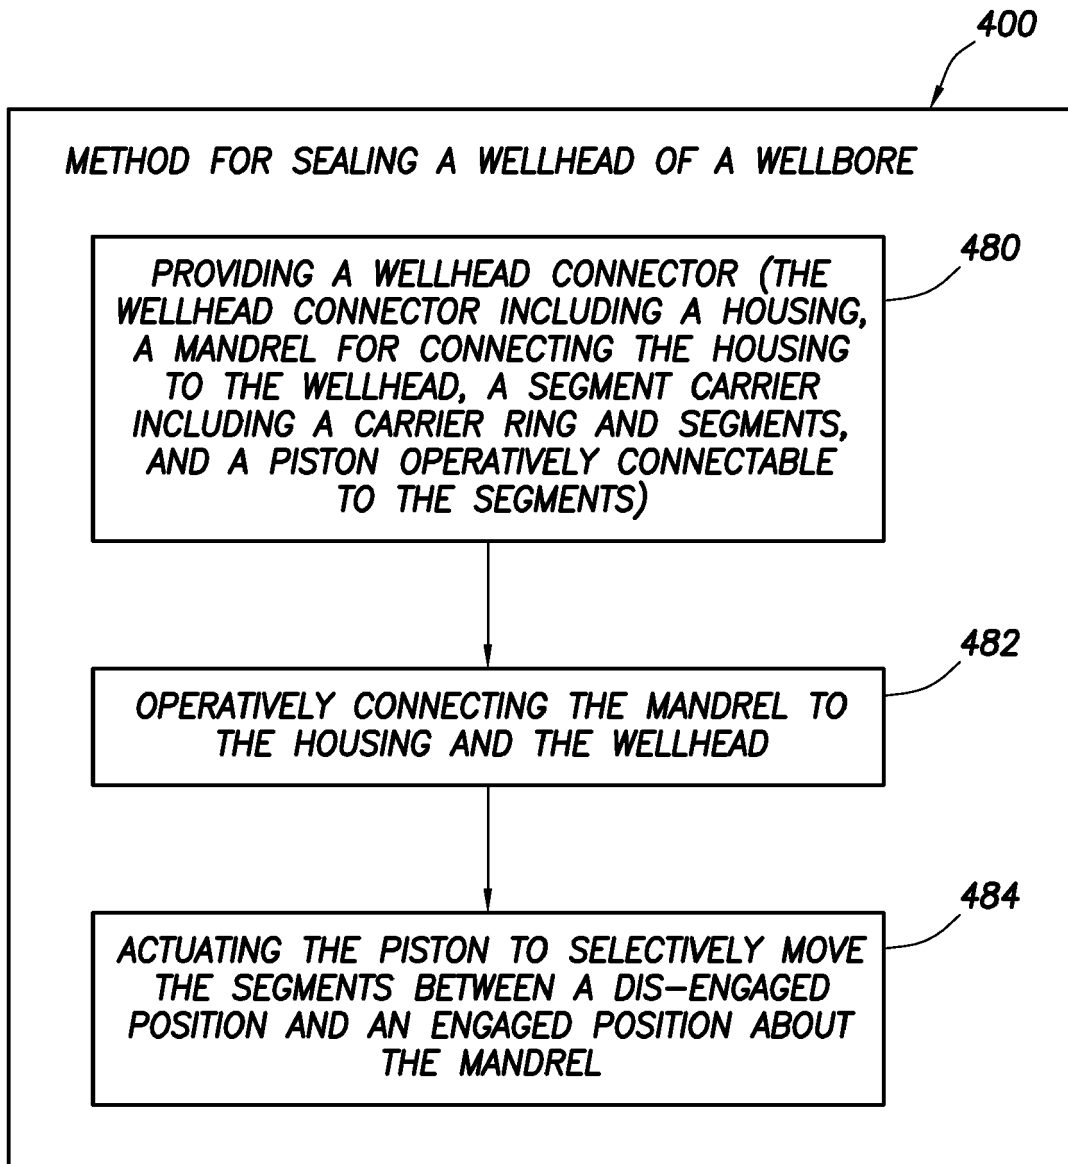 400
METHOD FOR SEALING A WELLHEAD OF A WELLBORE
480
PROVIDING A WELLHEAD CONNECTOR (THE
WELLHEAD CONNECTOR INCLUDING A HOUSING,
A MANDREL FOR CONNECTING THE HOUSING
TO THE WELLHEAD, A SEGMENT CARRIER
INCLUDING A CARRIER RING AND SEGMENTS,
AND A PISTON OPERATIVELY CONNECTABLE
TO THE SEGMENTS)
482
OPERATIVELY CONNECTING THE MANDREL TO
THE HOUSING AND THE WELLHEAD
484
ACTUATING THE PISTON TO SELECTIVELY MOVE
THE SEGMENTS BETWEEN A DIS-ENGAGED
POSITION AND AN ENGAGED POSITION ABOUT
THE MANDREL